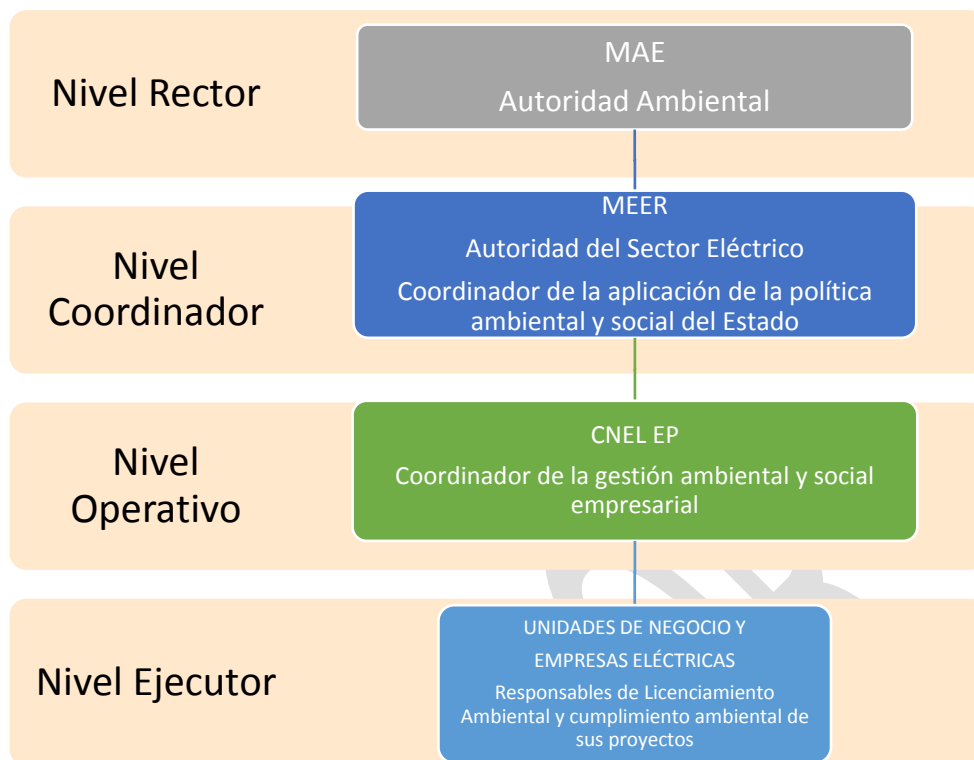 Nivel Rector
MAE
Autoridad Ambiental
Nivel
Coordinador
MEER
Autoridad del Sector Eléctrico
Coordinador de la aplicación de la política
ambiental y social del Estado
Nivel
Operativo
CNEL EP
Coordinador de la gestión ambiental y social
empresarial
Nivel Ejecutor
UNIDADES DE NEGOCIO Y
EMPRESAS ELÉCTRICAS
Responsables de Licenciamiento
Ambiental y cumplimiento ambiental de
sus proyectos